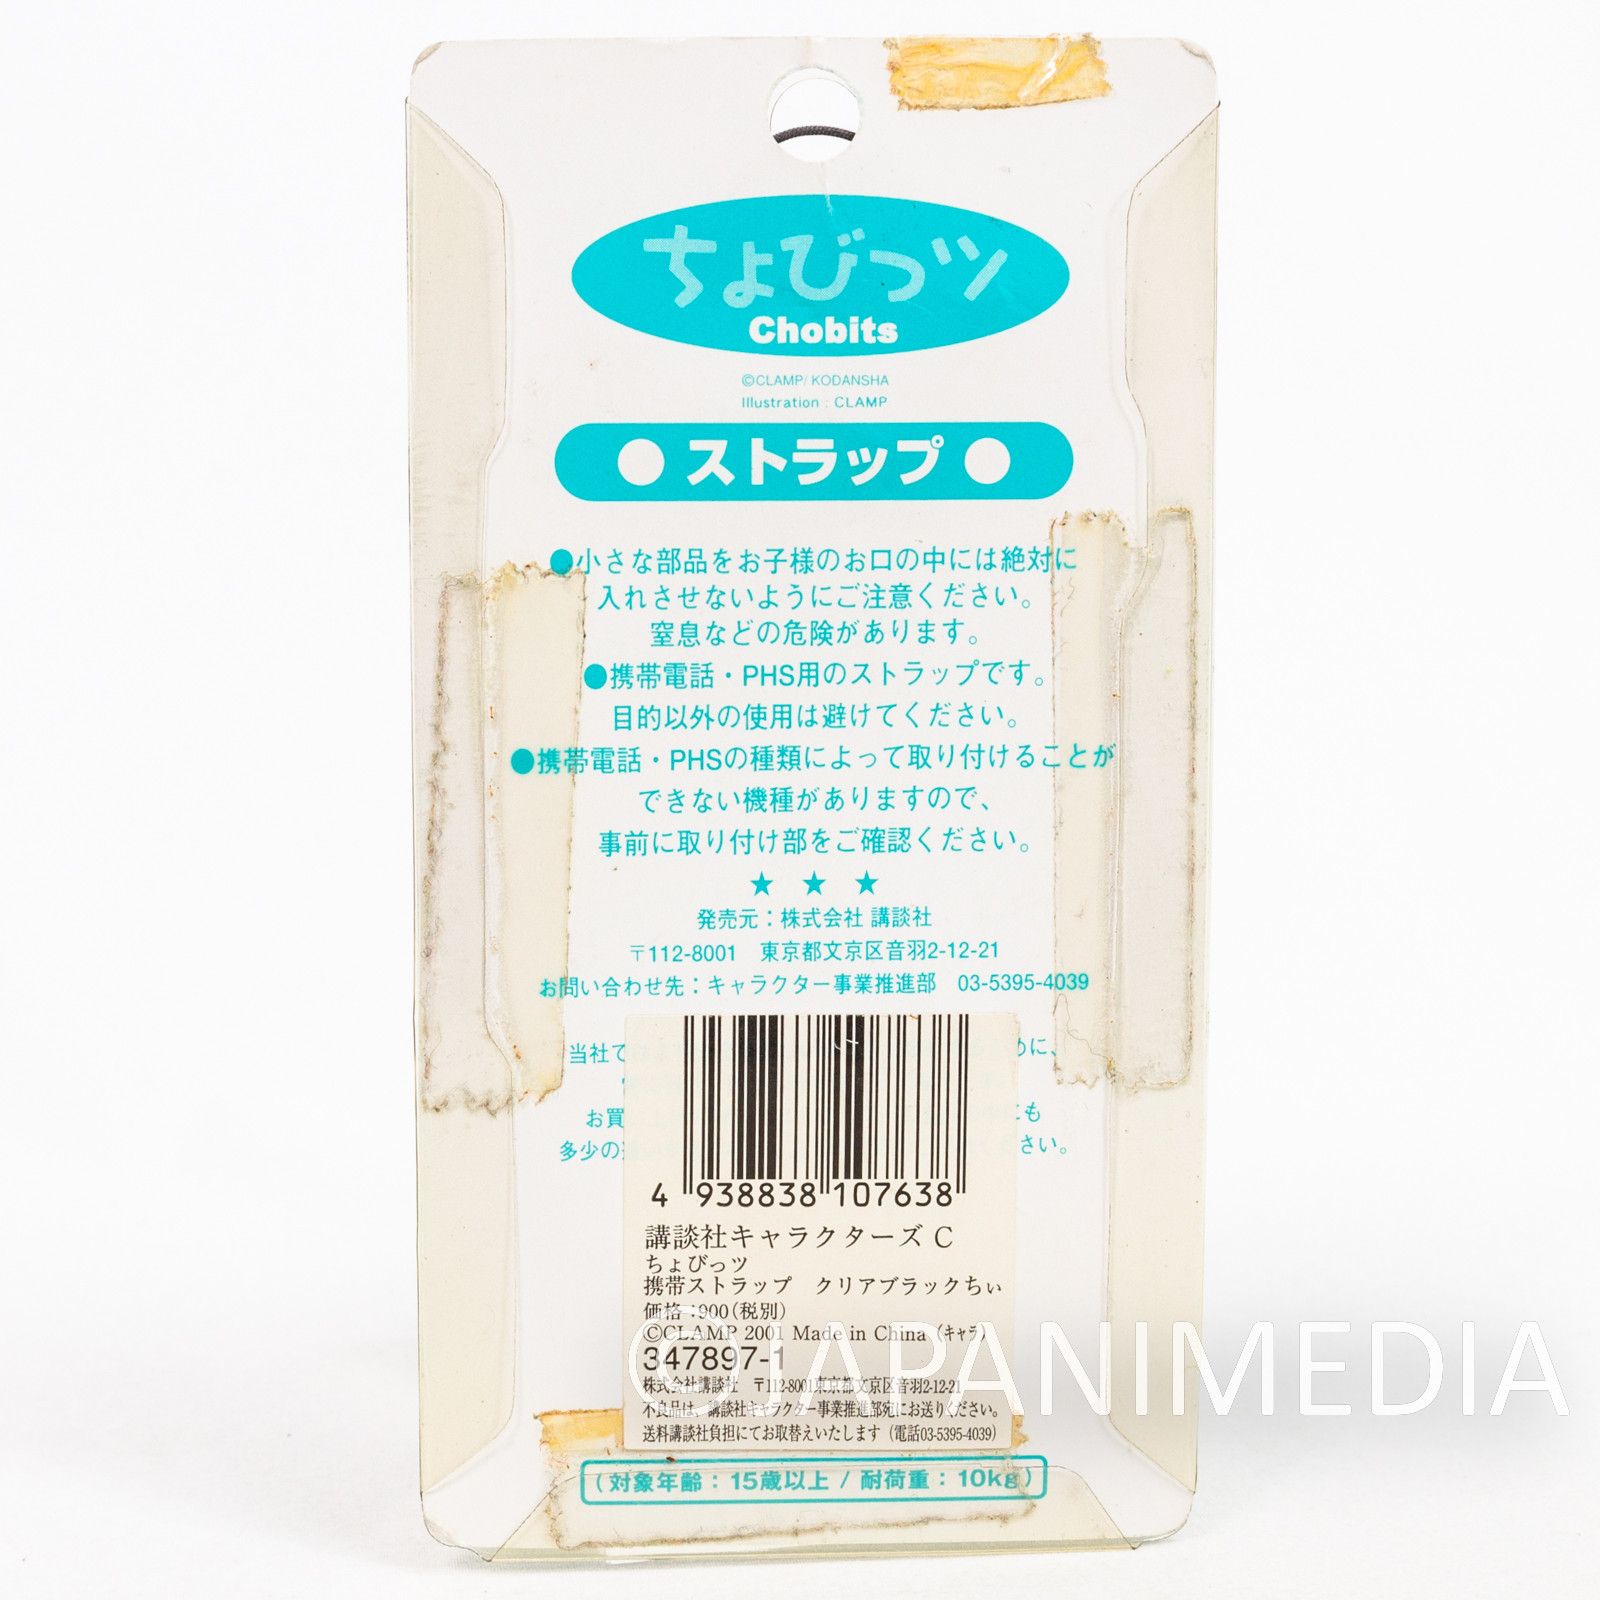 ちょびっツ
Chobits
©CLAMP/ KODANSHA
Illustration : CLAMP
●ストラップ●
●小さな部品をお子様のお口の中には絶対に
入れさせないようにご注意ください。
窒息などの危険があります。
●携帯電話・PHS用のストラップです。
目的以外の使用は避けてください。
●携帯電話・PHSの種類によって取り付けることが
できない機種がありますので、
事前に取り付け部をご確認ください。
★ ★ ★
発売元：株式会社 講談社
〒112-8001 東京都文京区音羽2-12-21
お問い合わせ先：キャラクター事業推進部 03-5395-4039
当社で めに、
お買 にも
多少の さい。
4 938838 107638
講談社キャラクターズ C
ちょびっツ
携帯ストラップ クリアブラックちぃ
価格:900(税別)
©CLAMP 2001 Made in China (キャラ)
347897-1
株式会社講談社 〒112-8001東京都文京区音羽2-12-21
不良品は、講談社キャラクター事業推進部宛にお送りください。
送料講談社負担にてお取替えいたします（電話03-5395-4039）
(対象年齢：15歳以上 / 耐荷重：10kg)
©JAPANIMEDIA